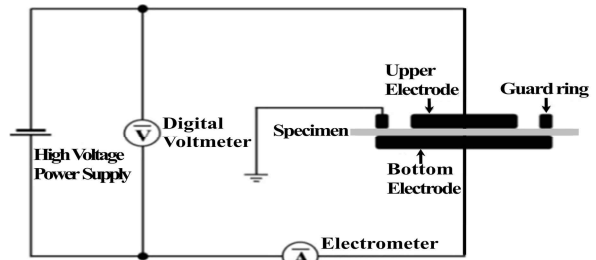 Upper
Electrode
Guard ring
Digital
Voltmeter
V
Specimen
High Voltage
Power Supply
Bottom
Electrode
Electrometer
A